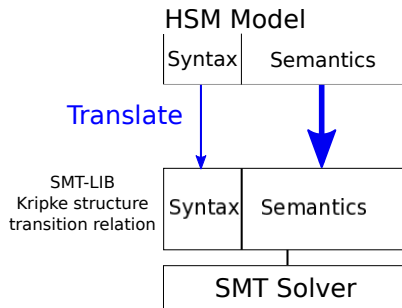 HSM Model
Syntax Semantics
Translate
SMT-LIB
Kripke structure
transition relation
Syntax Semantics
SMT Solver